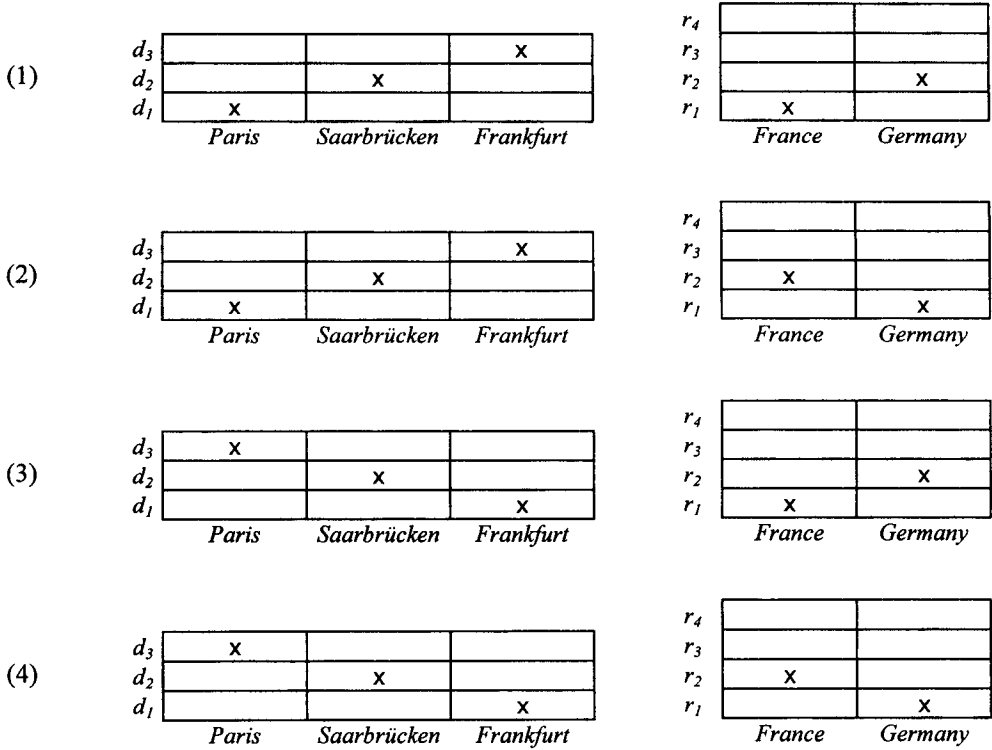 r4
d3 x r3
(1) d2 x r2 x
d1 x r1 x
Paris Saarbrücken Frankfurt France Germany
r4
d3 x r3
(2) d2 x r2 x
d1 x r1 x
Paris Saarbrücken Frankfurt France Germany
r4
d3 x r3
(3) d2 x r2 x
d1 x r1 x
Paris Saarbrücken Frankfurt France Germany
r4
d3 x r3
(4) d2 x r2 x
d1 x r1 x
Paris Saarbrücken Frankfurt France Germany